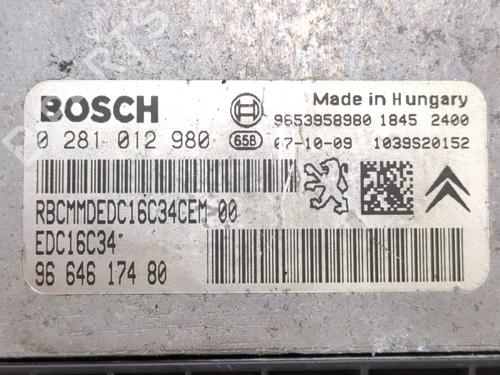 BOSCH
Made in Hungary
9653958980 1845 2400
0 281 012 980 658 07-10-09 1039S20152
RBCMMDEDC16C34CEM 00
EDC16C34
96 646 174 80